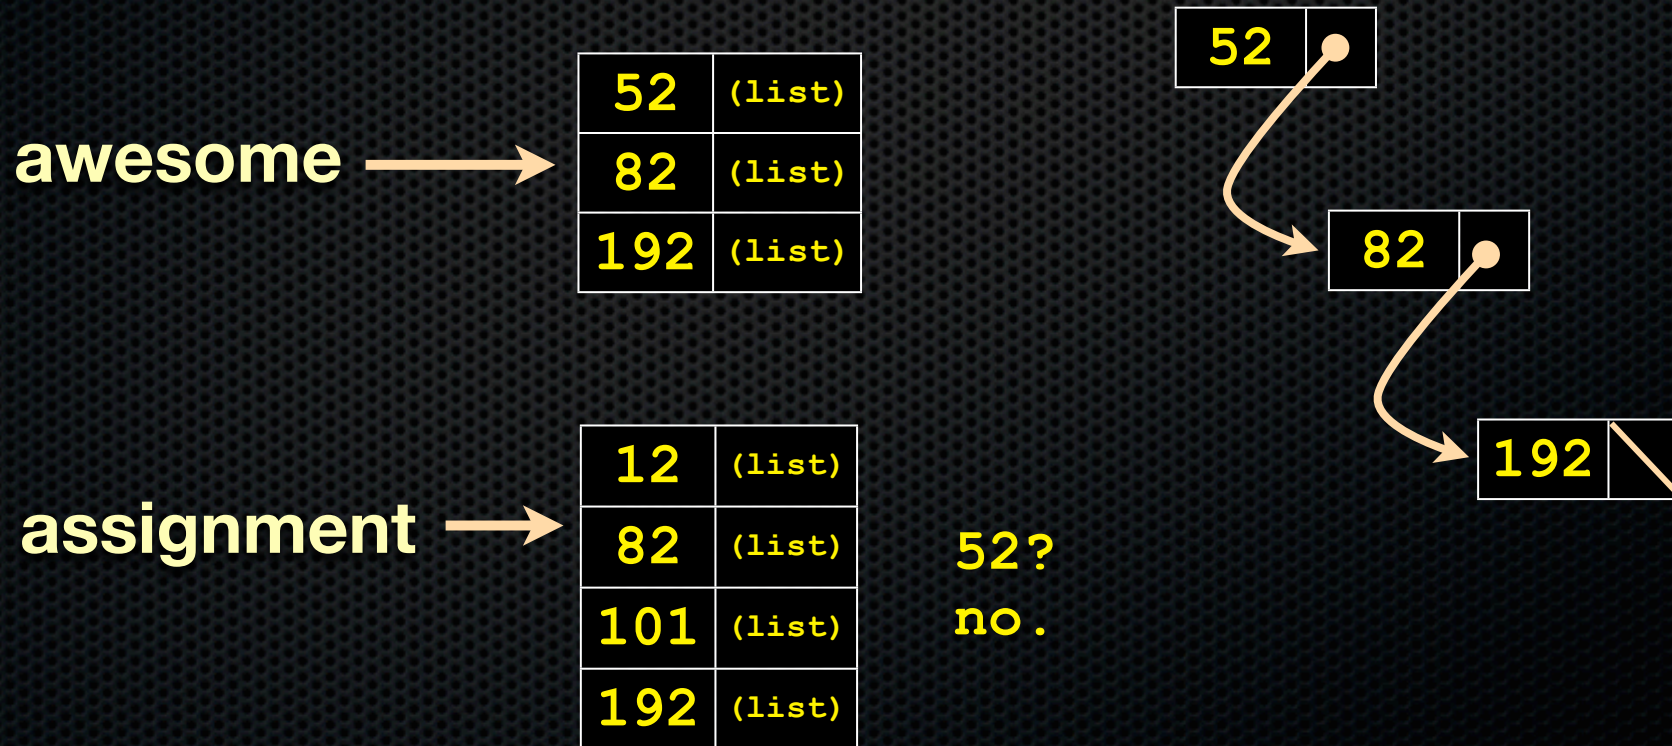 awesome
52 (list)
82 (list)
192 (list)
52
82
192
assignment
12 (list)
82 (list)
101 (list)
192 (list)
52?
no.